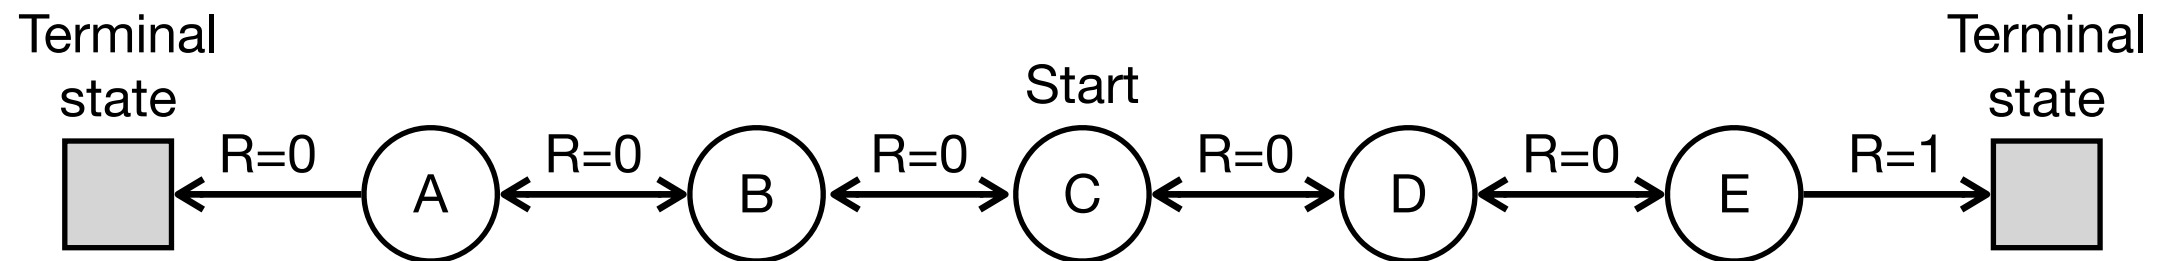 Terminal
state
Start
Terminal
state
R=0
R=0
R=0
R=0
R=0
R=1
A
B
C
D
E